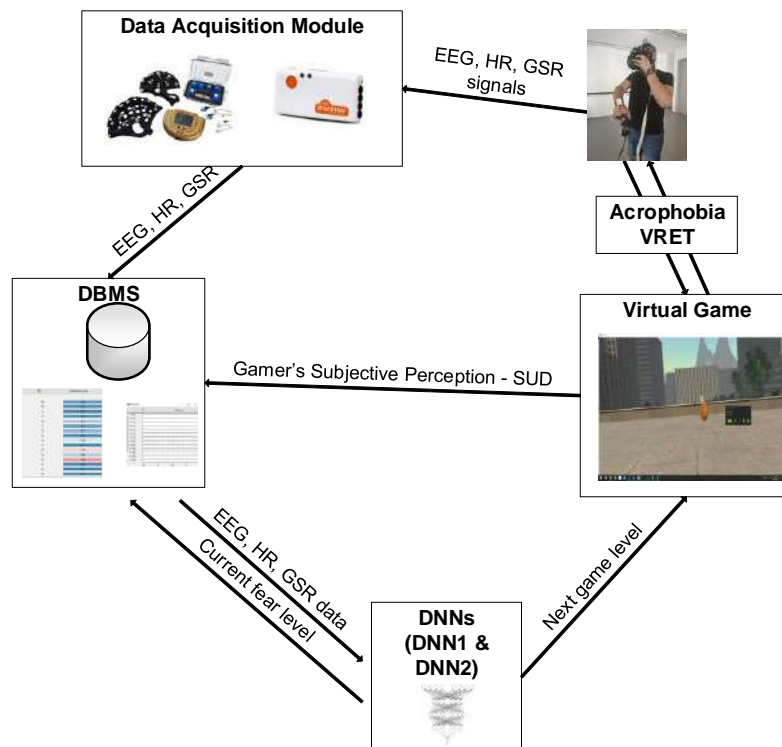 Data Acquisition Module
EEG, HR, GSR
signals
EEG, HR, GSR
Acrophobia
VRET
DBMS
Virtual Game
Gamer's Subjective Perception - SUD
EEG, HR, GSR data
Current fear level
Next game level
DNNs
(DNN1 &
DNN2)